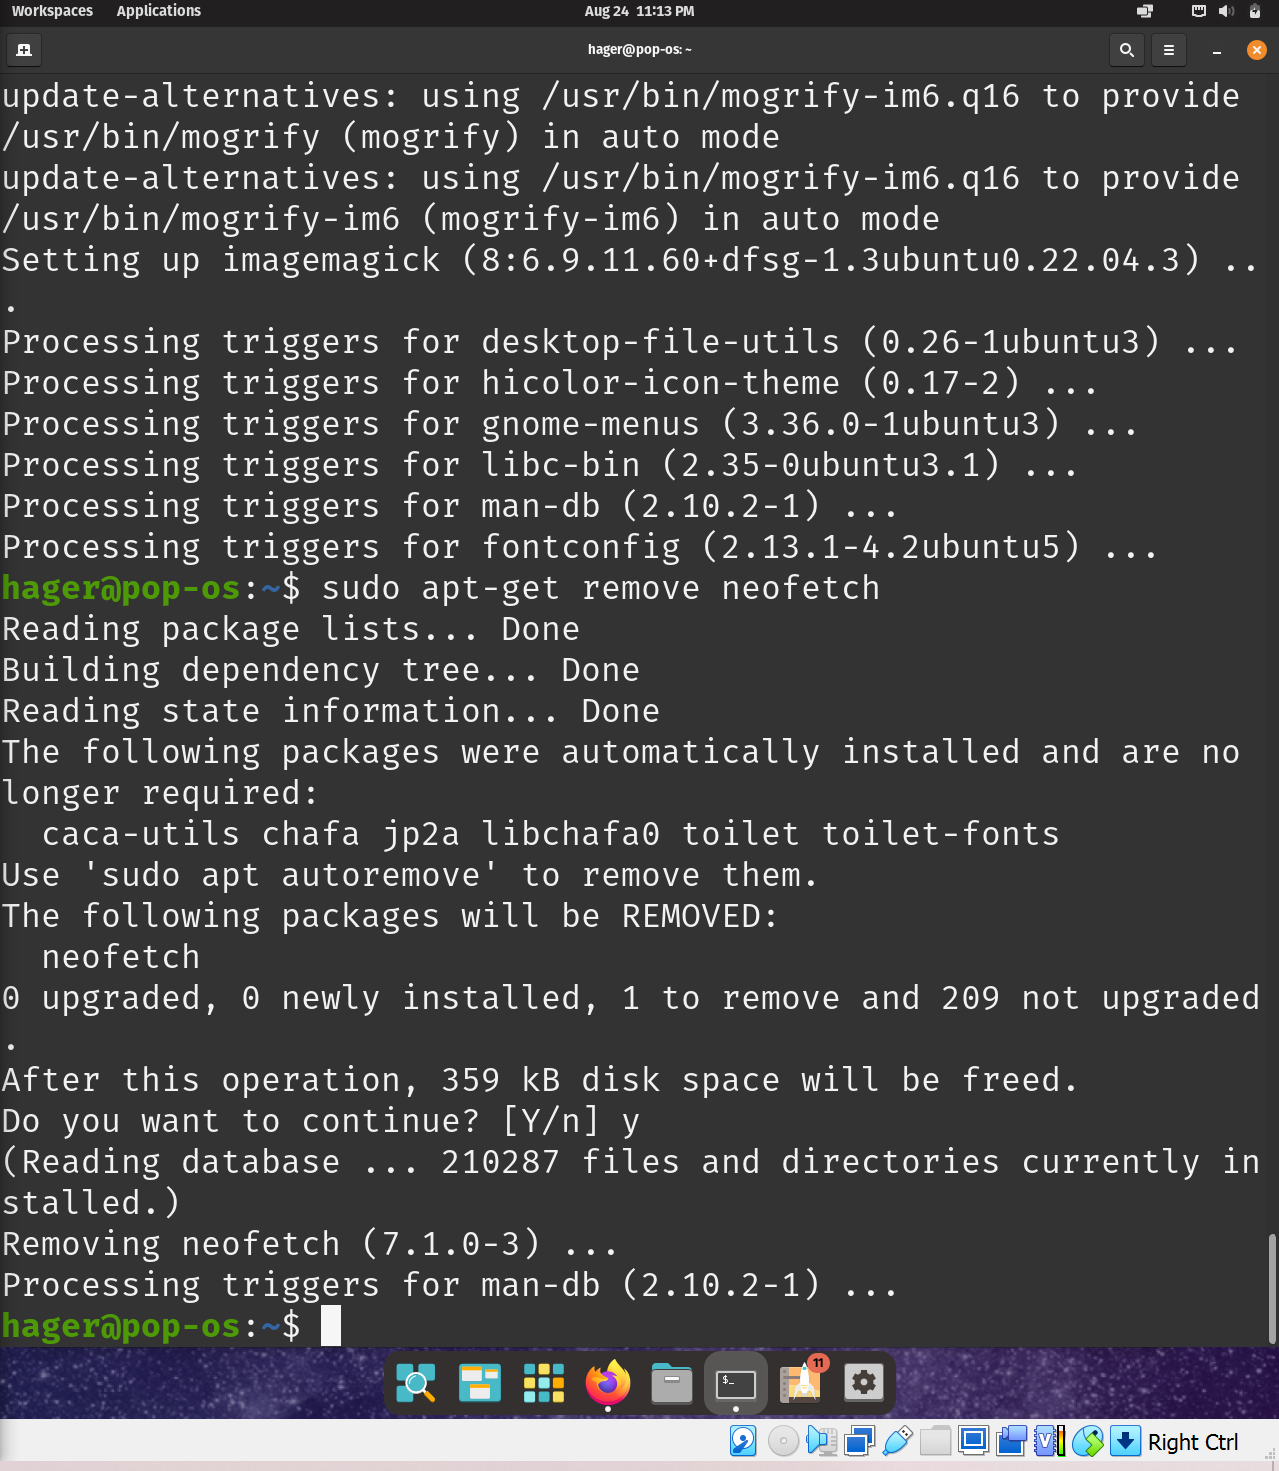 Workspaces Applications Aug 24 11:13 PM
hager@pop-os: ~
update-alternatives: using /usr/bin/mogrify-im6.q16 to provide
/usr/bin/mogrify (mogrify) in auto mode
update-alternatives: using /usr/bin/mogrify-im6.q16 to provide
/usr/bin/mogrify-im6 (mogrify-im6) in auto mode
Setting up imagemagick (8:6.9.11.60+dfsg-1.3ubuntu0.22.04.3) ..
.
Processing triggers for desktop-file-utils (0.26-1ubuntu3) ...
Processing triggers for hicolor-icon-theme (0.17-2) ...
Processing triggers for gnome-menus (3.36.0-1ubuntu3) ...
Processing triggers for libc-bin (2.35-0ubuntu3.1) ...
Processing triggers for man-db (2.10.2-1) ...
Processing triggers for fontconfig (2.13.1-4.2ubuntu5) ...
hager@pop-os:~$ sudo apt-get remove neofetch
Reading package lists... Done
Building dependency tree... Done
Reading state information... Done
The following packages were automatically installed and are no
longer required:
  caca-utils chafa jp2a libchafa0 toilet toilet-fonts
Use 'sudo apt autoremove' to remove them.
The following packages will be REMOVED:
  neofetch
0 upgraded, 0 newly installed, 1 to remove and 209 not upgraded
.
After this operation, 359 kB disk space will be freed.
Do you want to continue? [Y/n] y
(Reading database ... 210287 files and directories currently in
stalled.)
Removing neofetch (7.1.0-3) ...
Processing triggers for man-db (2.10.2-1) ...
hager@pop-os:~$
$_ 11
V Right Ctrl